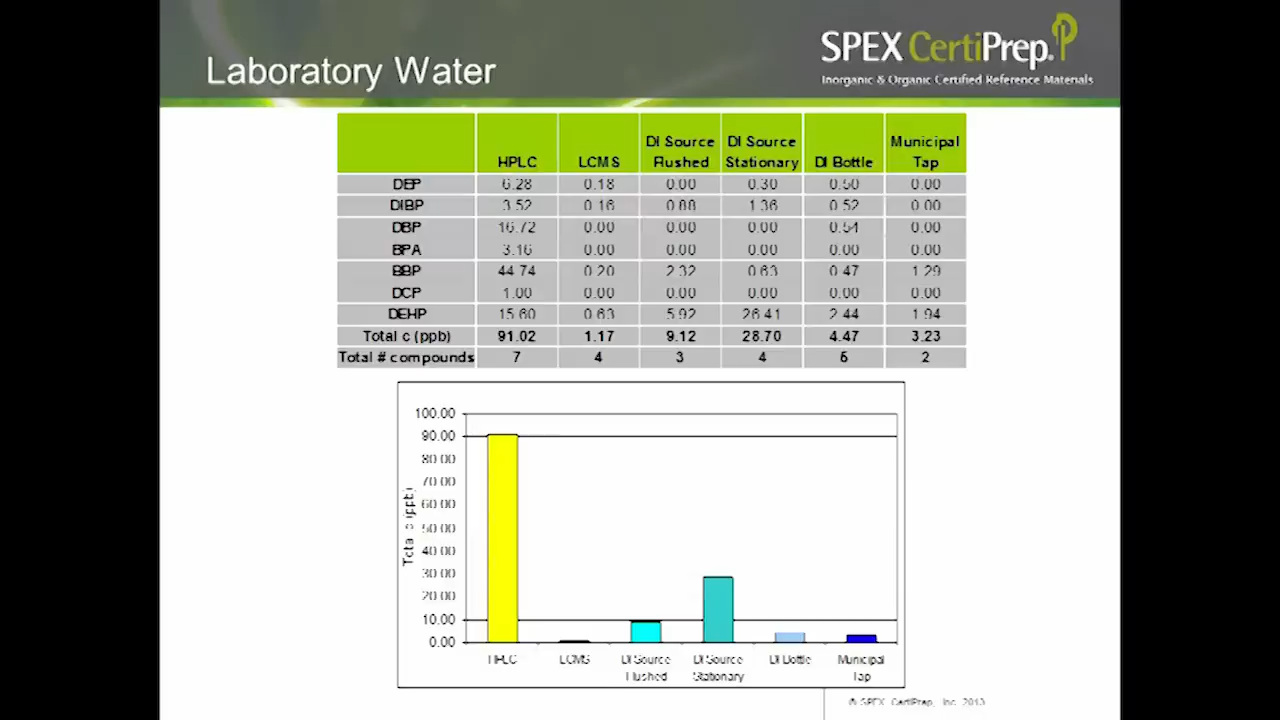 Laboratory Water
SPEX CertiPrep.
Inorganic & Organic Certified Reference Materials
HPLC LCMS DI Source Flushed DI Source Stationary DI Bottle Municipal Tap
DEP 6.28 0.18 0.00 0.30 0.50 0.00
DIBP 3.52 0.16 0.88 1.36 0.52 0.00
DBP 16.72 0.00 0.00 0.00 0.54 0.00
BPA 3.16 0.00 0.00 0.00 0.00 0.00
BBP 44.74 0.20 2.32 0.63 0.47 1.29
DCP 1.00 0.00 0.00 0.00 0.00 0.00
DEHP 15.60 0.63 5.92 26.41 2.44 1.94
Total c (ppb) 91.02 1.17 9.12 28.70 4.47 3.23
Total # compounds 7 4 3 4 5 2
Total c (ppb)
100.00
90.00
80.00
70.00
60.00
50.00
40.00
30.00
20.00
10.00
0.00
HPLC LCMS DI Source Flushed DI Source Stationary DI Bottle Municipal Tap
© SPEX CertiPrep, Inc. 2013